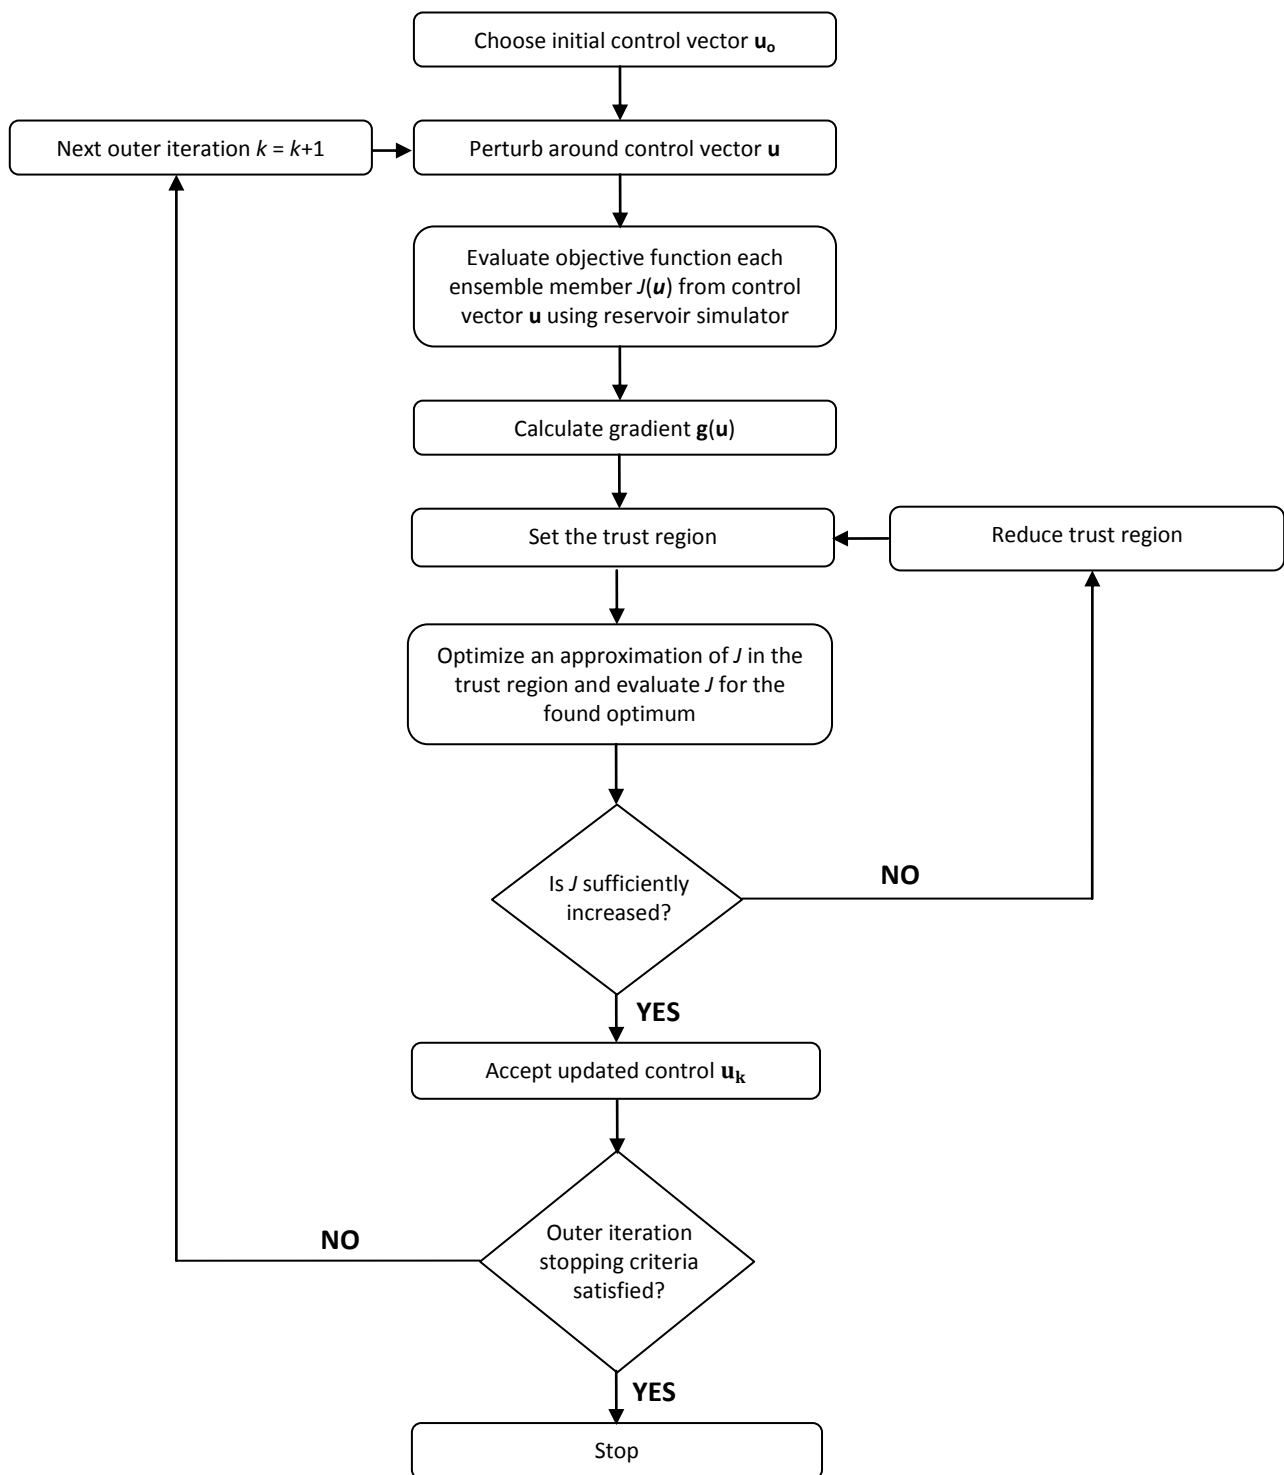 Choose initial control vector uo
Next outer iteration k = k+1
Perturb around control vector u
Evaluate objective function each
ensemble member J(u) from control
vector u using reservoir simulator
Calculate gradient g(u)
Set the trust region
Reduce trust region
Optimize an approximation of J in the
trust region and evaluate J for the
found optimum
Is J sufficiently
increased?
NO
YES
Accept updated control uk
NO
Outer iteration
stopping criteria
satisfied?
YES
Stop